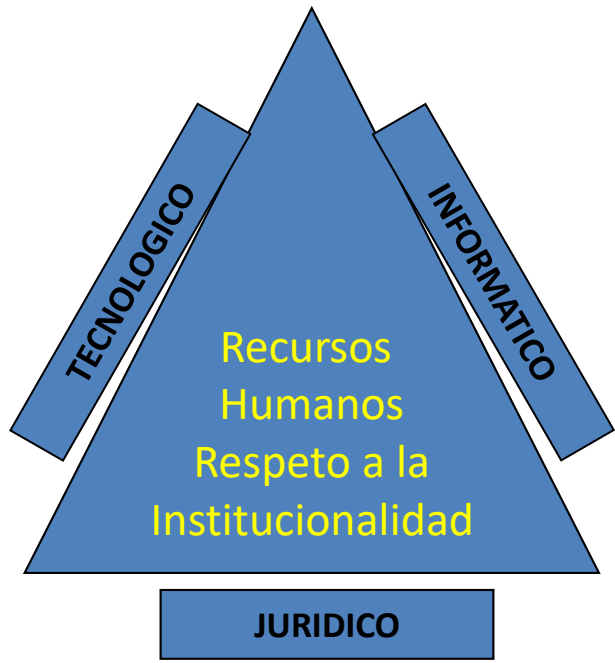 TECNOLOGICO
INFORMATICO
Recursos
Humanos
Respeto a la
Institucionalidad
JURIDICO